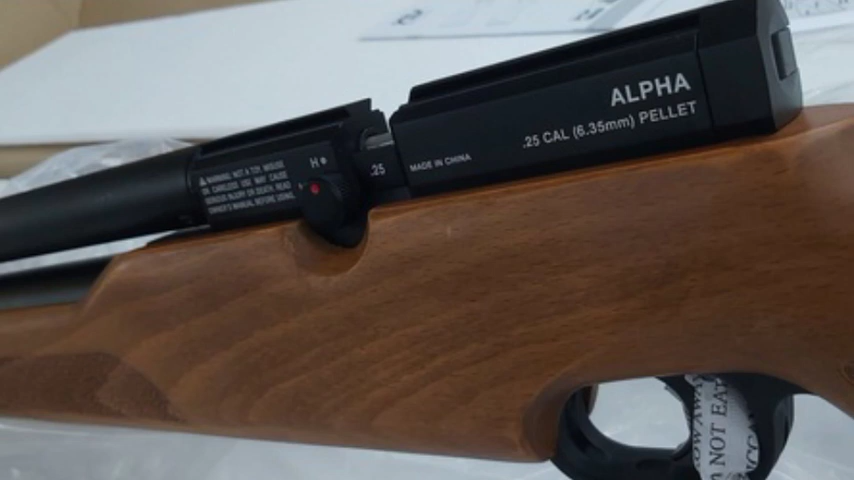 ALPHA
.25 CAL (6.35mm) PELLET
MADE IN CHINA
.25
H
WARNING: NOT A TOY. MISUSE
OR CARELESS USE MAY CAUSE
SERIOUS INJURY OR DEATH. READ
OWNER'S MANUAL BEFORE USING.
NOT EAT